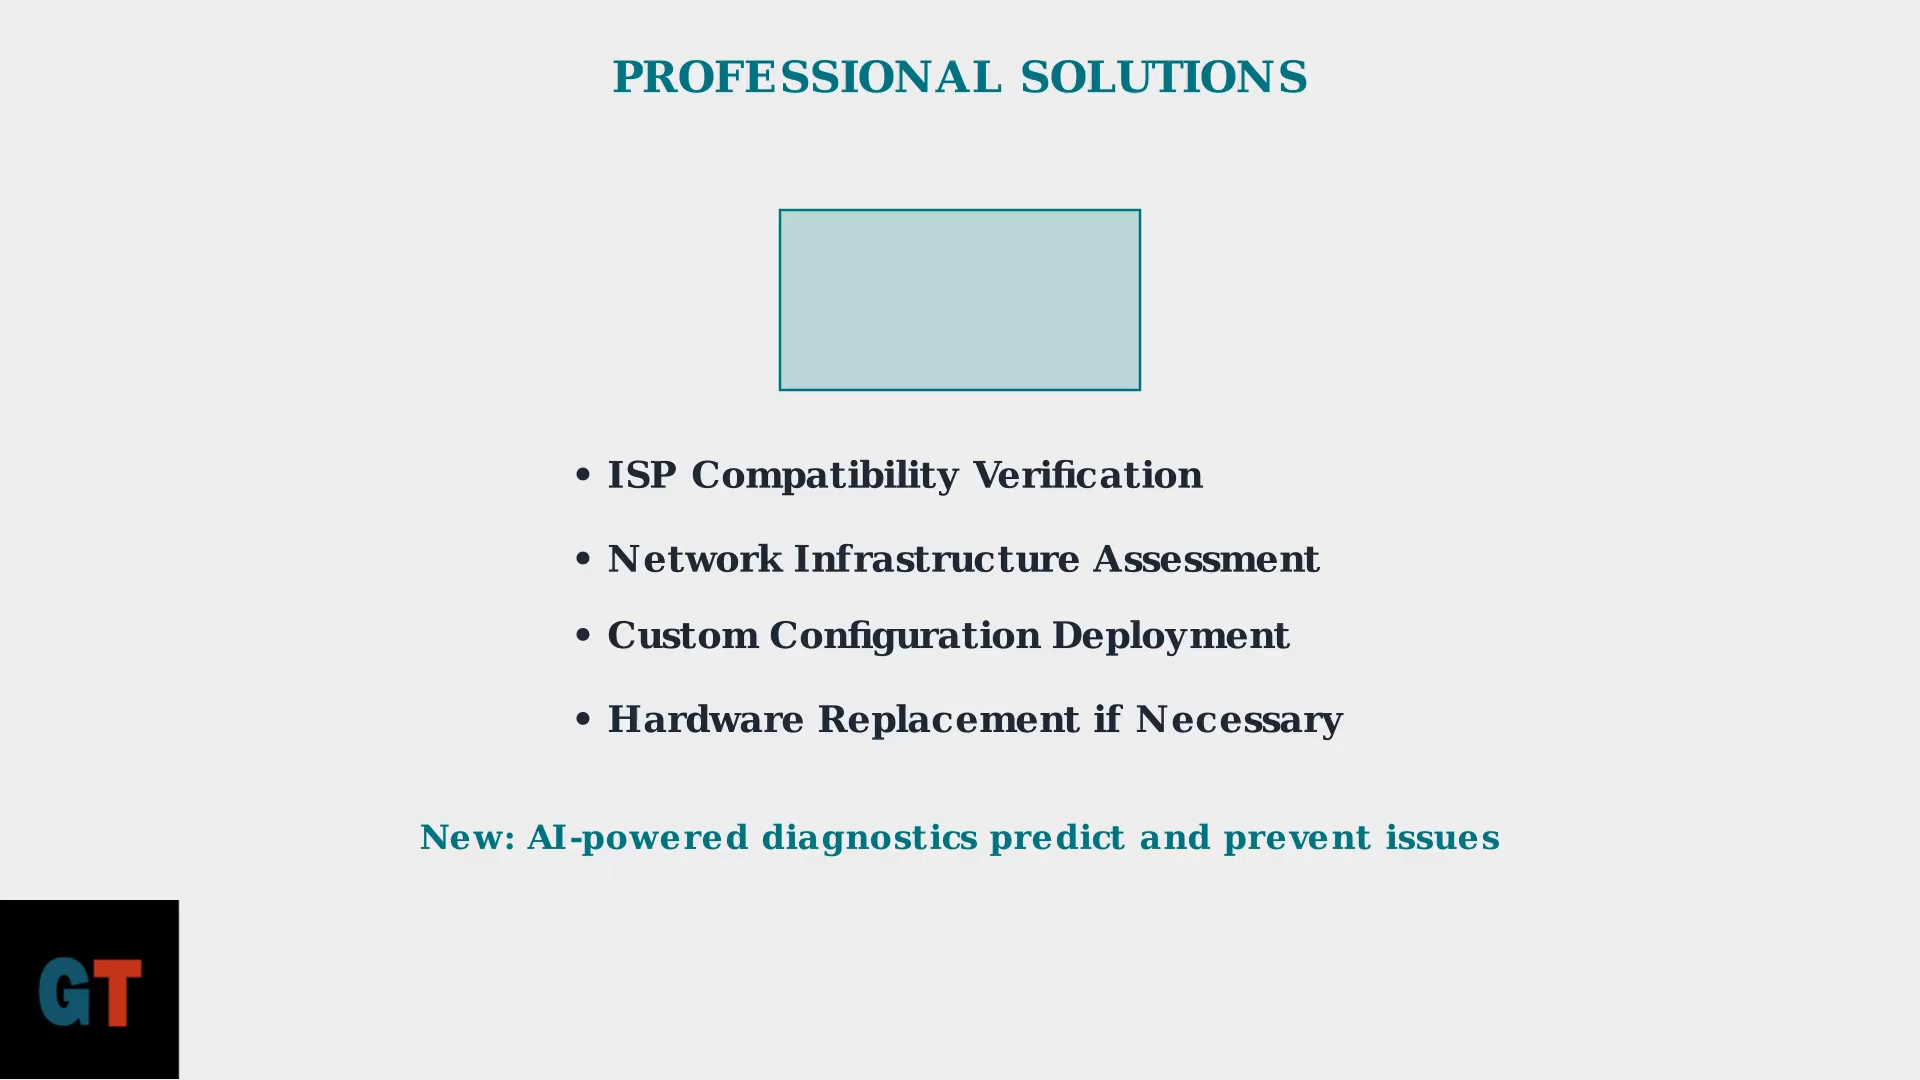 PROFESSIONAL SOLUTIONS
• ISP Compatibility Verification
• Network Infrastructure Assessment
• Custom Configuration Deployment
• Hardware Replacement if Necessary
New: AI-powered diagnostics predict and prevent issues
GT